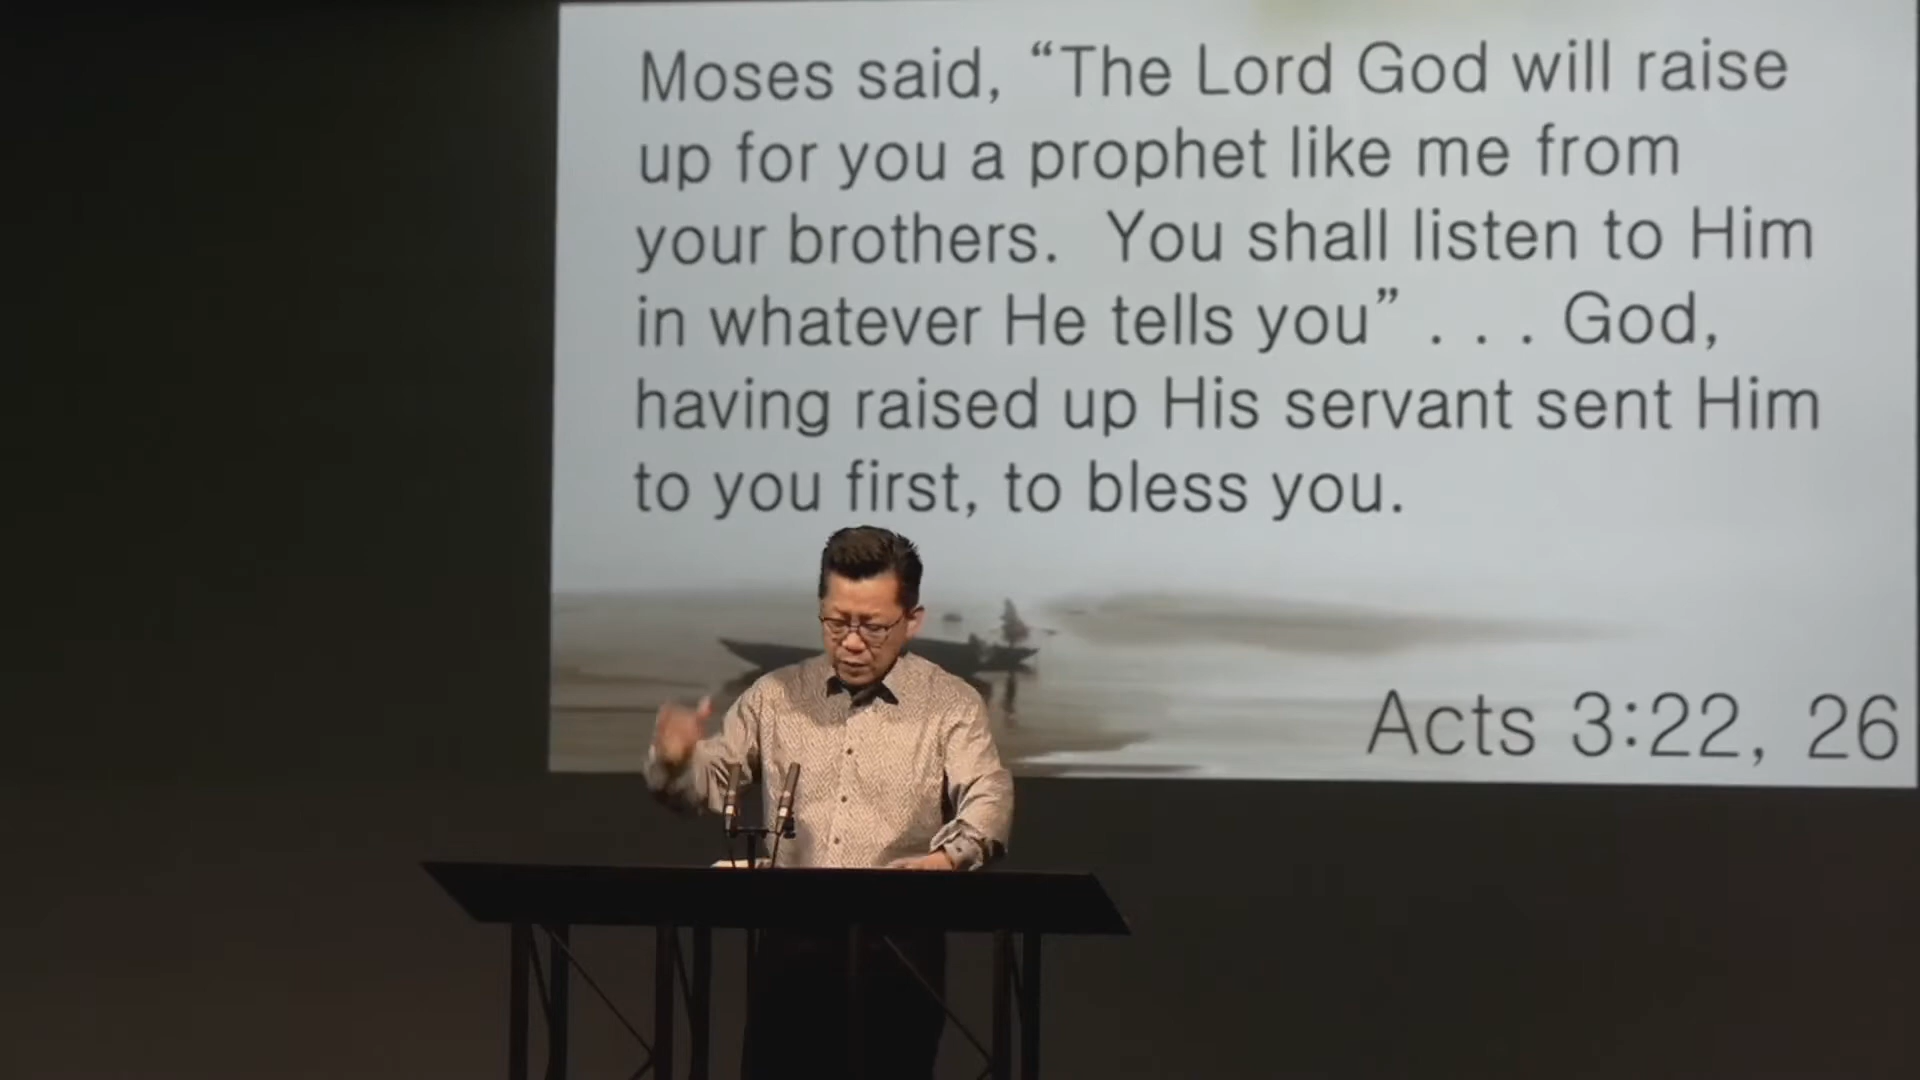 Moses said, “The Lord God will raise
up for you a prophet like me from
your brothers.  You shall listen to Him
in whatever He tells you” . . . God,
having raised up His servant sent Him
to you first, to bless you.
Acts 3:22, 26